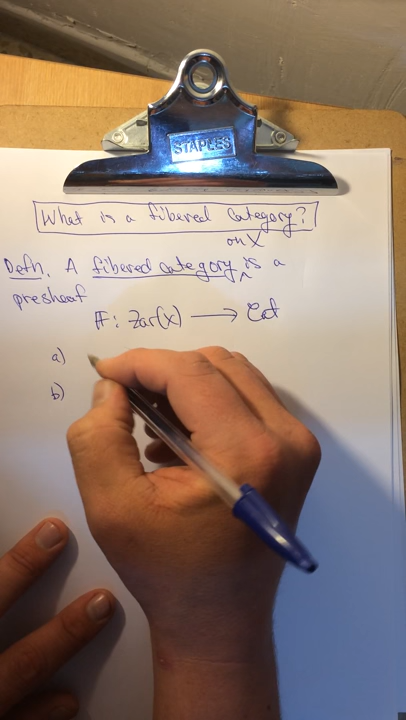 STAPLES
What is a fibered category?
on X
Defn. A fibered category ^ is a
presheaf
F : Zar(X) ⟶ Cat
a)
b)